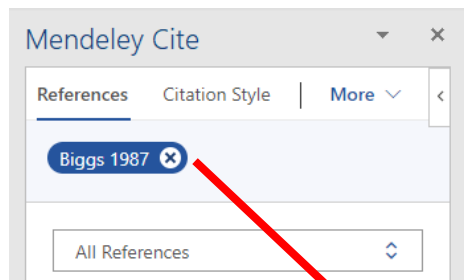 Mendeley Cite
References Citation Style More
Biggs 1987
All References